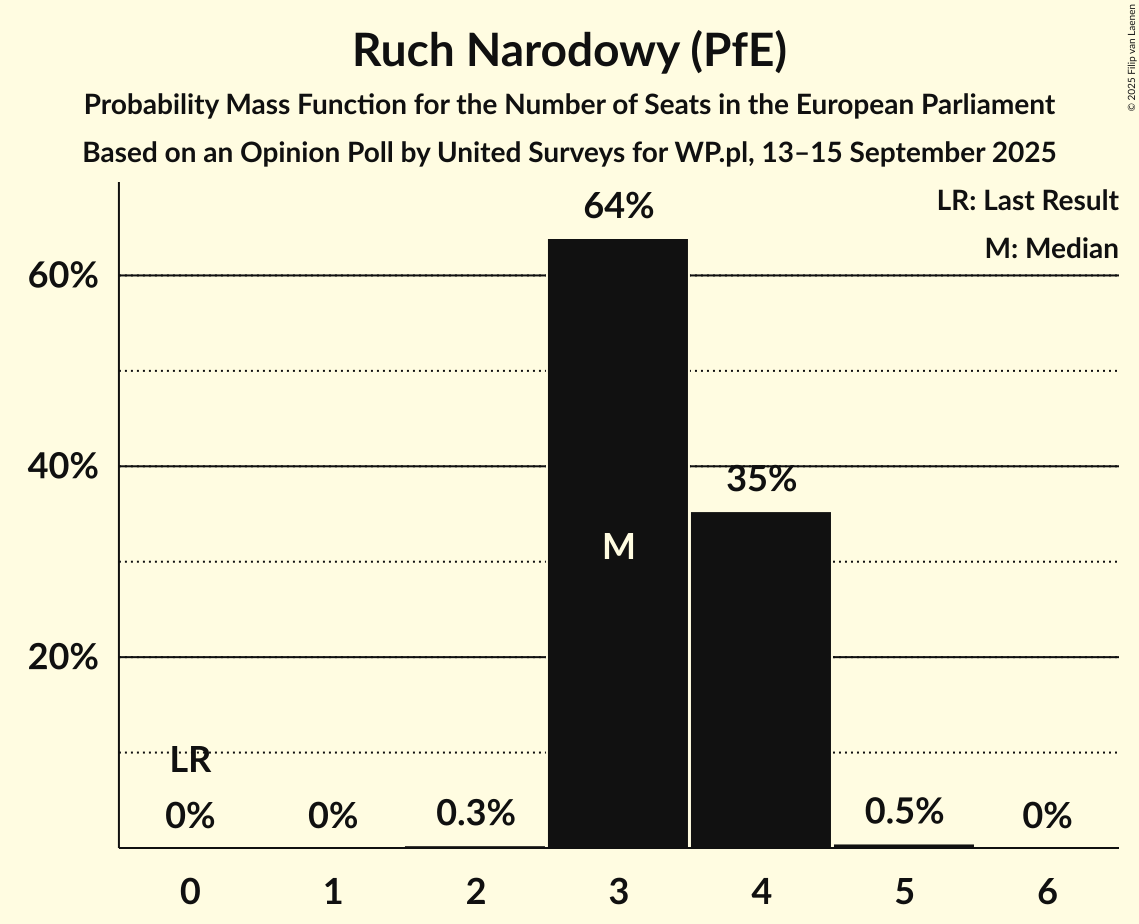 © 2025 Filip van Laenen
Ruch Narodowy (PfE)
Probability Mass Function for the Number of Seats in the European Parliament
Based on an Opinion Poll by United Surveys for WP.pl, 13–15 September 2025
LR: Last Result
M: Median
64%
60%
40%
35%
M
20%
LR
0%
0%
0.3%
0.5%
0%
0 1 2 3 4 5 6